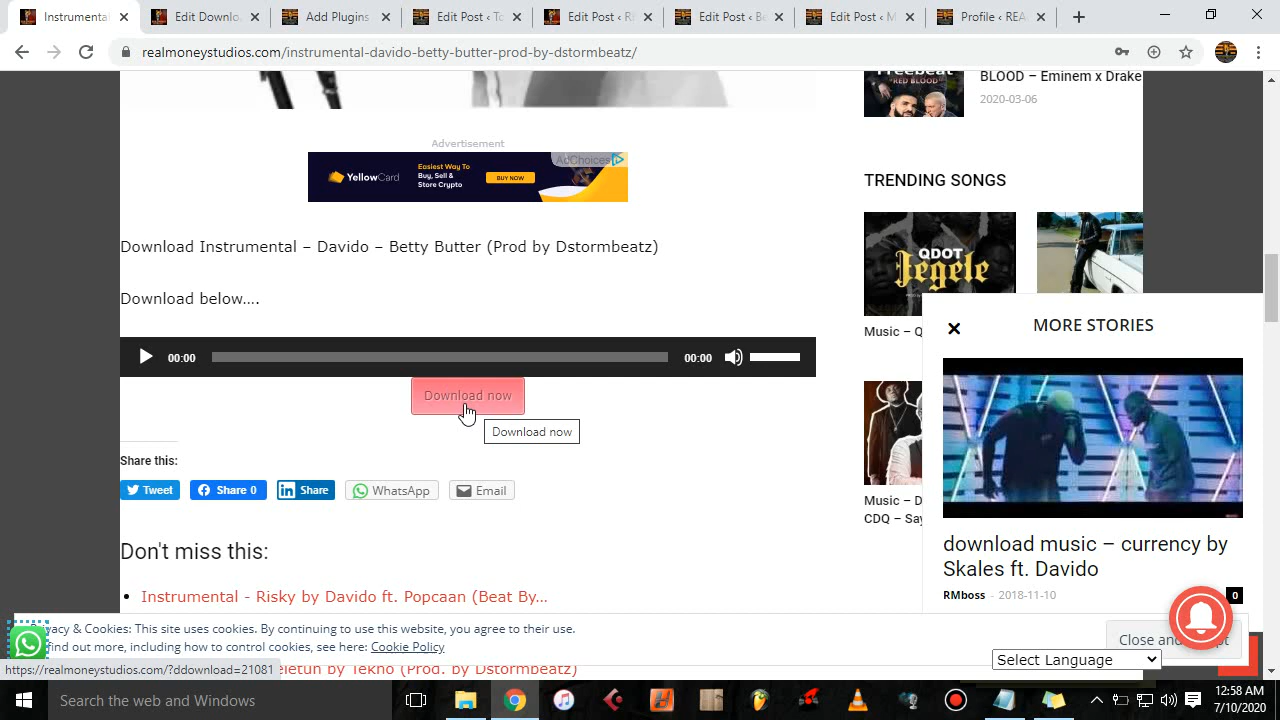 Instrumental
Edit Downlo
Add Plugins
Edit Post ‹ To
Edit Post ‹ R
Edit Post ‹ B
Edit Post ‹ M
Profile ‹ REA
realmoneystudios.com/instrumental-davido-betty-butter-prod-by-dstormbeatz/
Freebeat
RED BLOOD
BLOOD – Eminem x Drake
2020-03-06
Advertisement
YellowCard
Easiest Way To
Buy, Sell &
Store Crypto
BUY NOW
AdChoices
TRENDING SONGS
QDOT
Jegele
Music – Q
Download Instrumental – Davido – Betty Butter (Prod by Dstormbeatz)
Download below....
00:00
00:00
Download now
Download now
Share this:
Tweet
Share 0
Share
WhatsApp
Email
Music – D
CDQ – Say
Don't miss this:
Instrumental - Risky by Davido ft. Popcaan (Beat By...
by Tekno (Prod. by Dstormbeatz)
MORE STORIES
download music – currency by
Skales ft. Davido
RMboss - 2018-11-10
0
Privacy & Cookies: This site uses cookies. By continuing to use this website, you agree to their use.
find out more, including how to control cookies, see here: Cookie Policy
Close and
Select Language
https://realmoneystudios.com/?ddownload=21081
Search the web and Windows
12:58 AM
7/10/2020